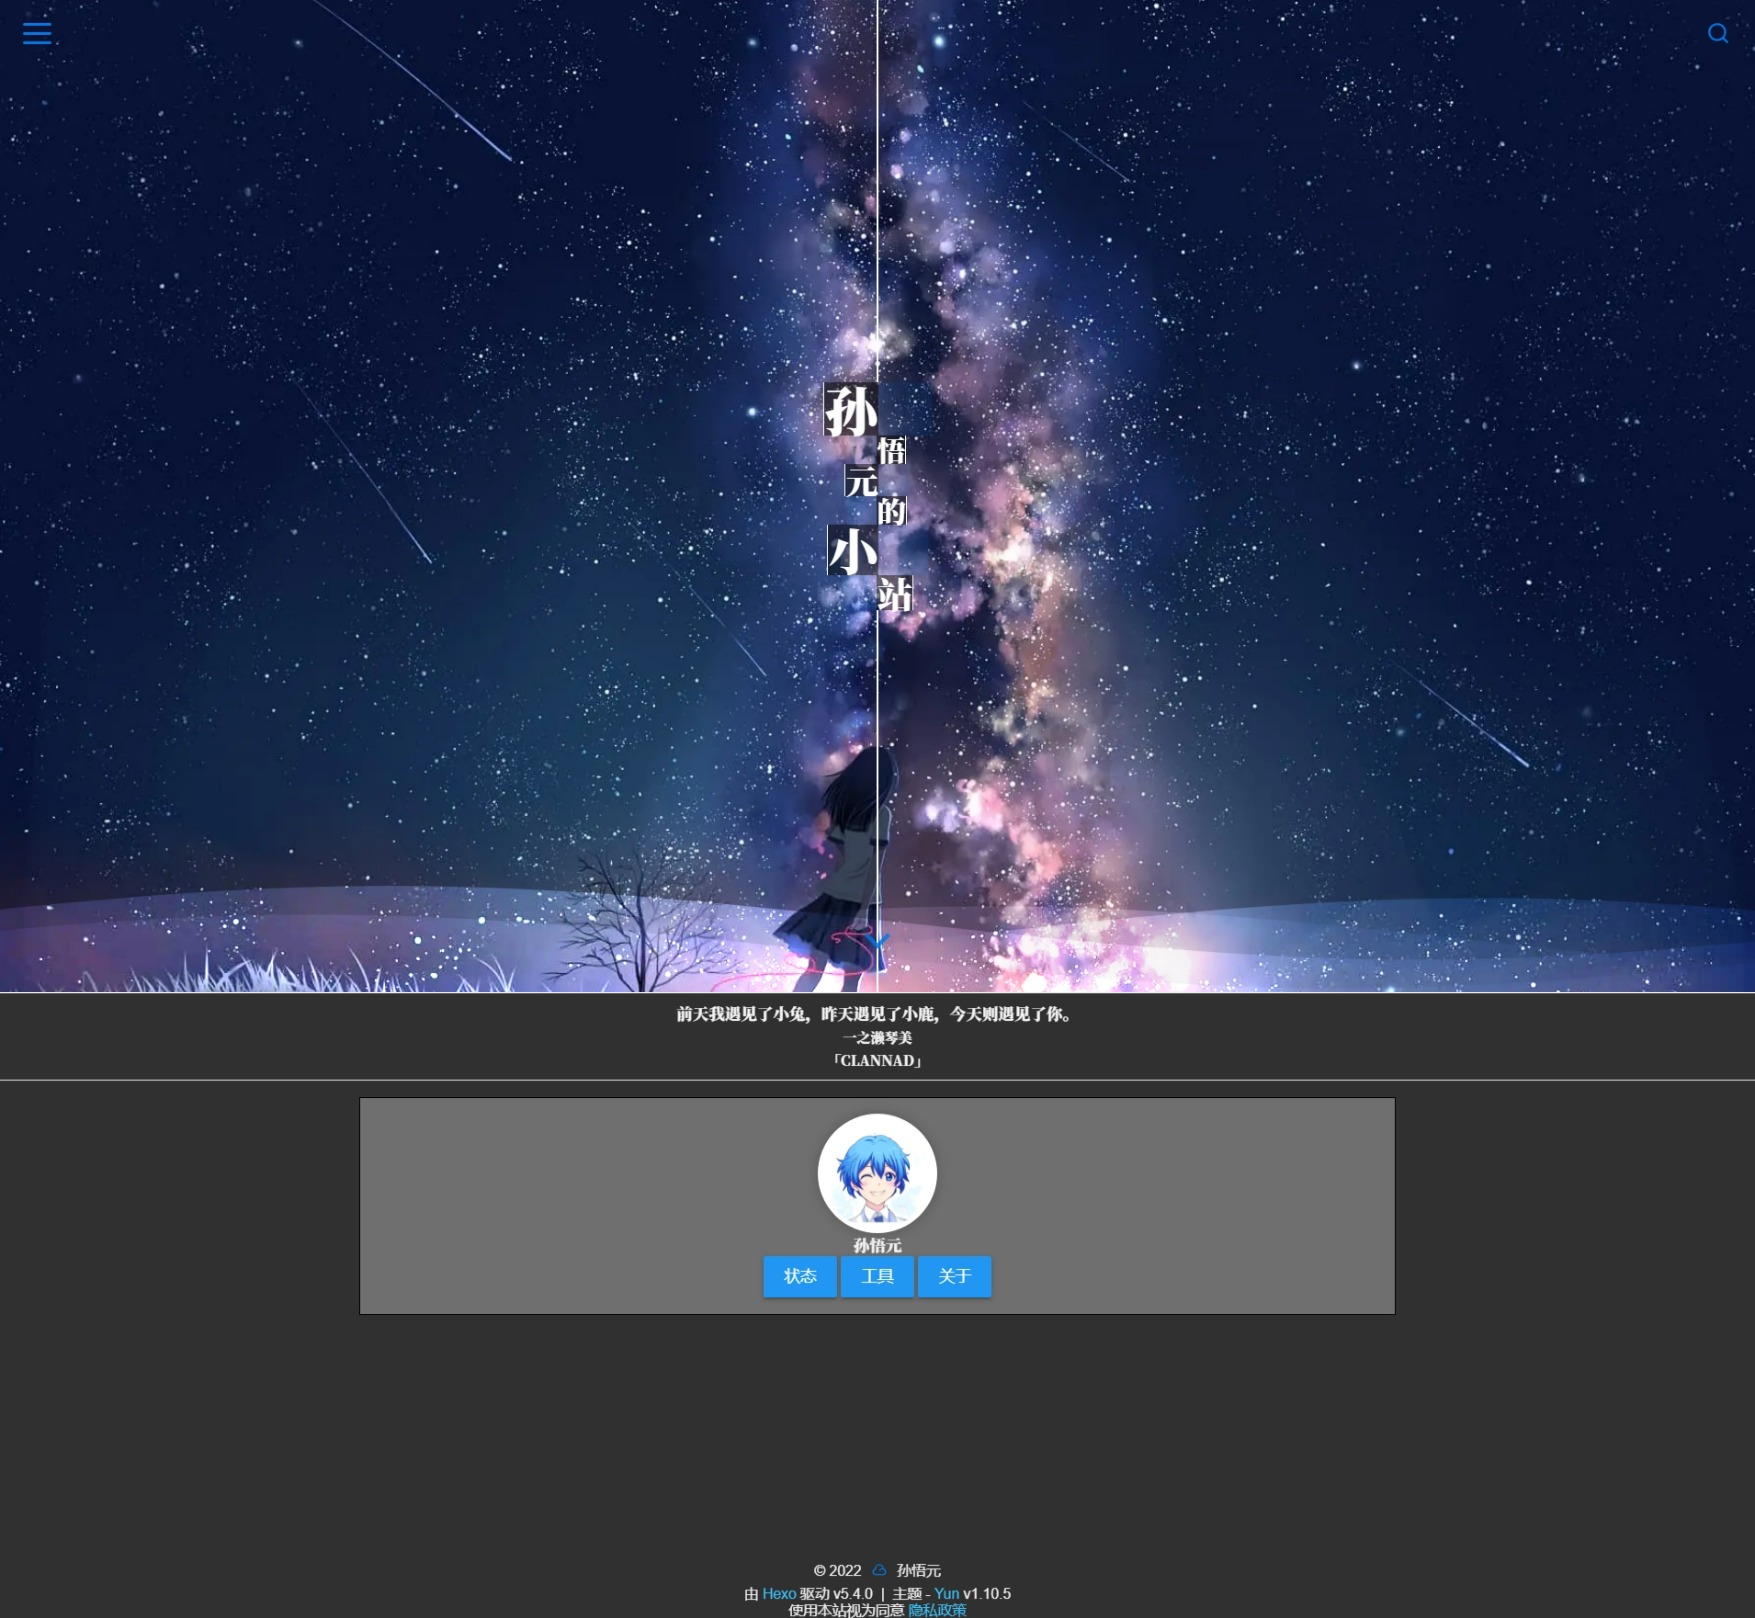 孙悟元的小站
前天我遇见了小兔，昨天遇见了小鹿，今天则遇见了你。
一之濑琴美
「CLANNAD」
孙悟元
状态 工具 关于
© 2022 孙悟元
由 Hexo 驱动 v5.4.0 | 主题 - Yun v1.10.5
使用本站视为同意 隐私政策